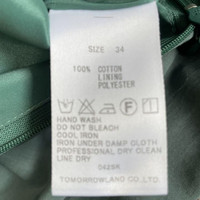 SIZE 34
100% COTTON
LINING
POLYESTER
F
HAND WASH
DO NOT BLEACH
COOL IRON
IRON UNDER DAMP CLOTH
PROFESSIONAL DRY CLEAN
LINE DRY
TOMORROWLAND CO.,LTD.